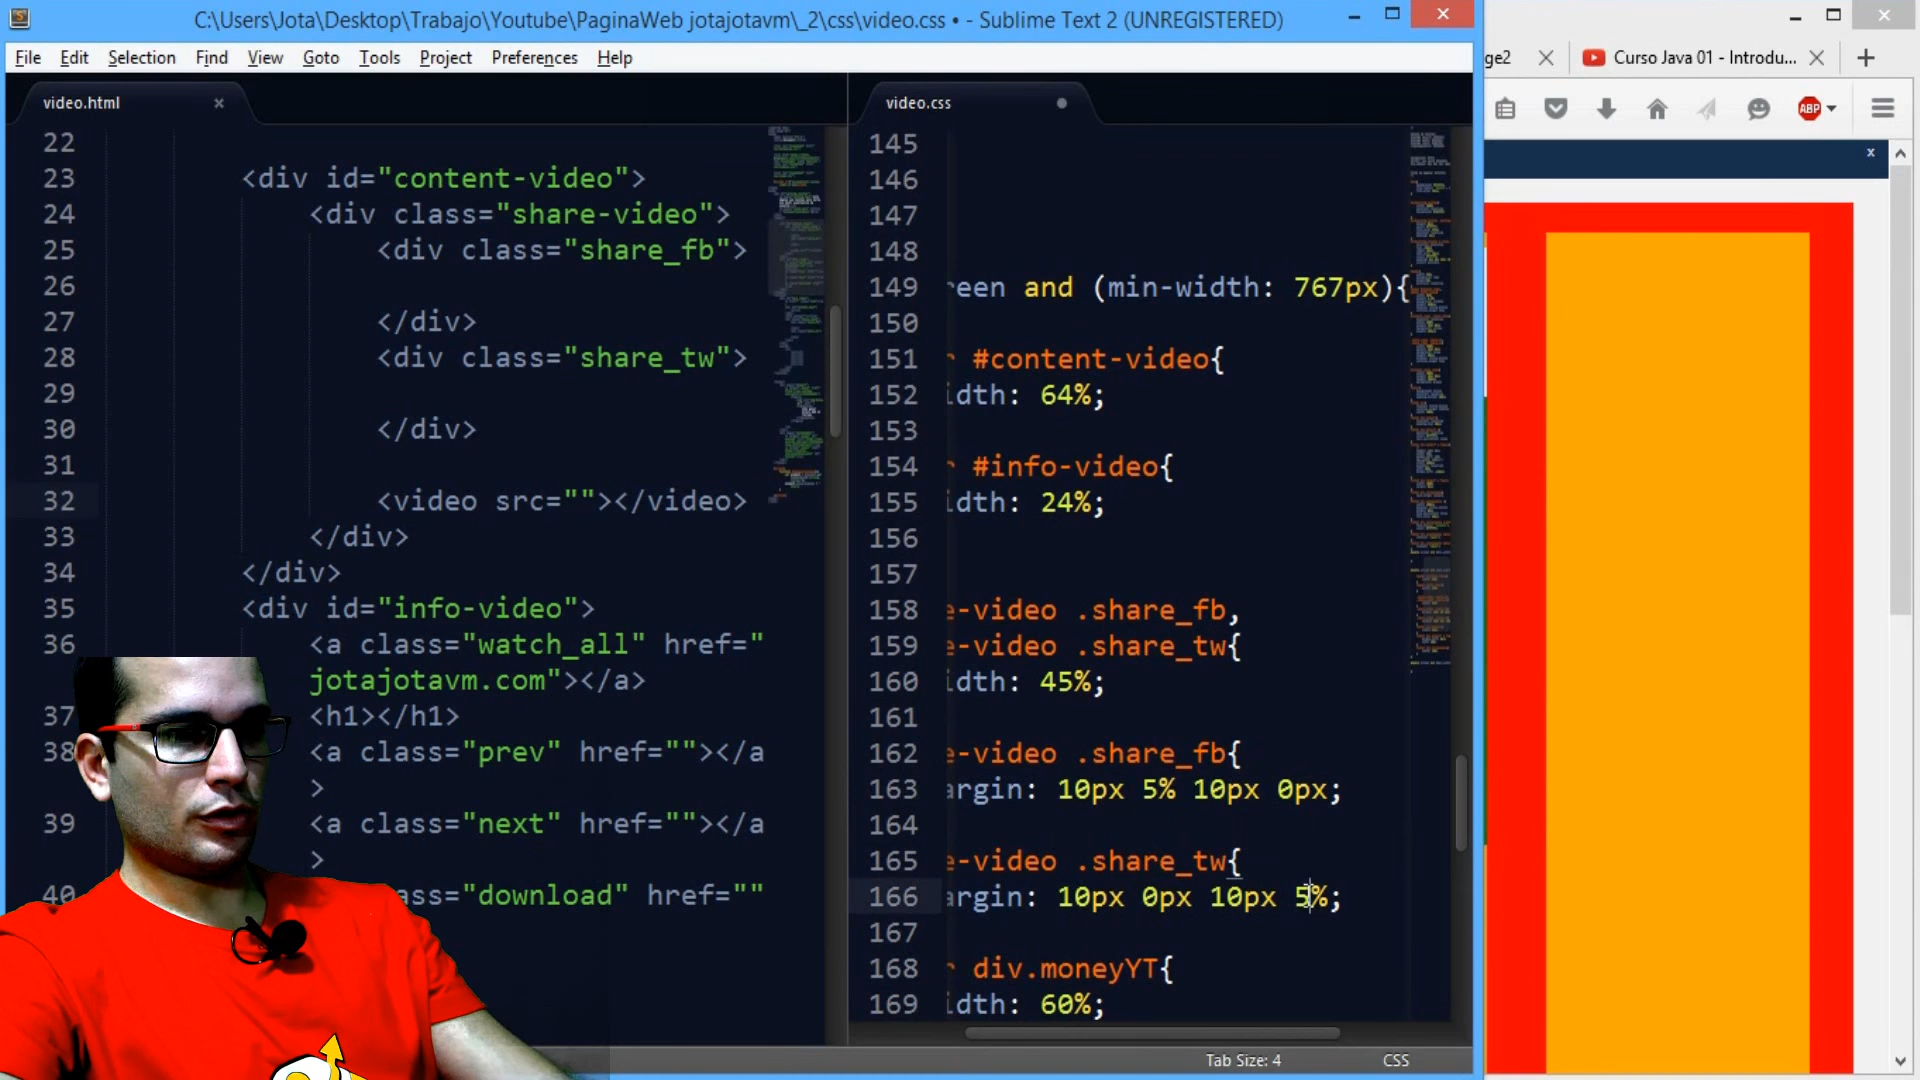 C:\Users\Jota\Desktop\Trabajo\Youtube\PaginaWeb jotajotavm\_2\css\video.css • - Sublime Text 2 (UNREGISTERED)
File Edit Selection Find View Goto Tools Project Preferences Help
ge2
Curso Java 01 - Introdu...
ABP
video.html
video.css
22
23 <div id="content-video">
24 <div class="share-video">
25 <div class="share_fb">
26
27 </div>
28 <div class="share_tw">
29
30 </div>
31
32 <video src=""></video>
33 </div>
34 </div>
35 <div id="info-video">
36 <a class="watch_all" href="
jotajotavm.com"></a>
37 <h1></h1>
38 <a class="prev" href=""></a
>
39 <a class="next" href=""></a
>
40 ass="download" href=""
145
146
147
148
149 reen and (min-width: 767px){
150
151 r #content-video{
152 idth: 64%;
153
154 r #info-video{
155 idth: 24%;
156
157
158 e-video .share_fb,
159 e-video .share_tw{
160 idth: 45%;
161
162 e-video .share_fb{
163 argin: 10px 5% 10px 0px;
164
165 e-video .share_tw{
166 argin: 10px 0px 10px 5%;
167
168 r div.moneyYT{
169 idth: 60%;
Tab Size: 4
CSS